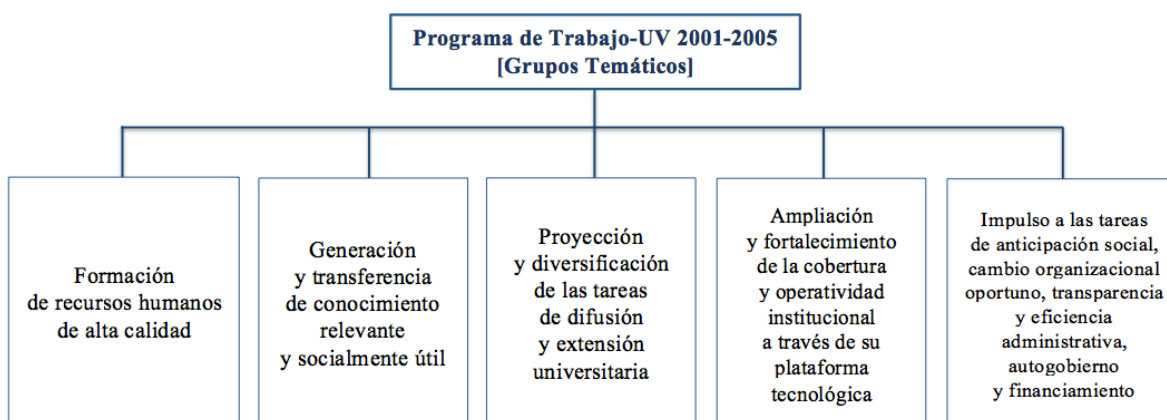 Programa de Trabajo-UV 2001-2005
[Grupos Temáticos]
Formación
de recursos humanos
de alta calidad
Generación
y transferencia
de conocimiento
relevante
y socialmente útil
Proyección
y diversificación
de las tareas
de difusión
y extensión
universitaria
Ampliación
y fortalecimiento
de la cobertura
y operatividad
institucional
a través de su
plataforma
tecnológica
Impulso a las tareas
de anticipación social,
cambio organizacional
oportuno, transparencia
y eficiencia
administrativa,
autogobierno
y financiamiento